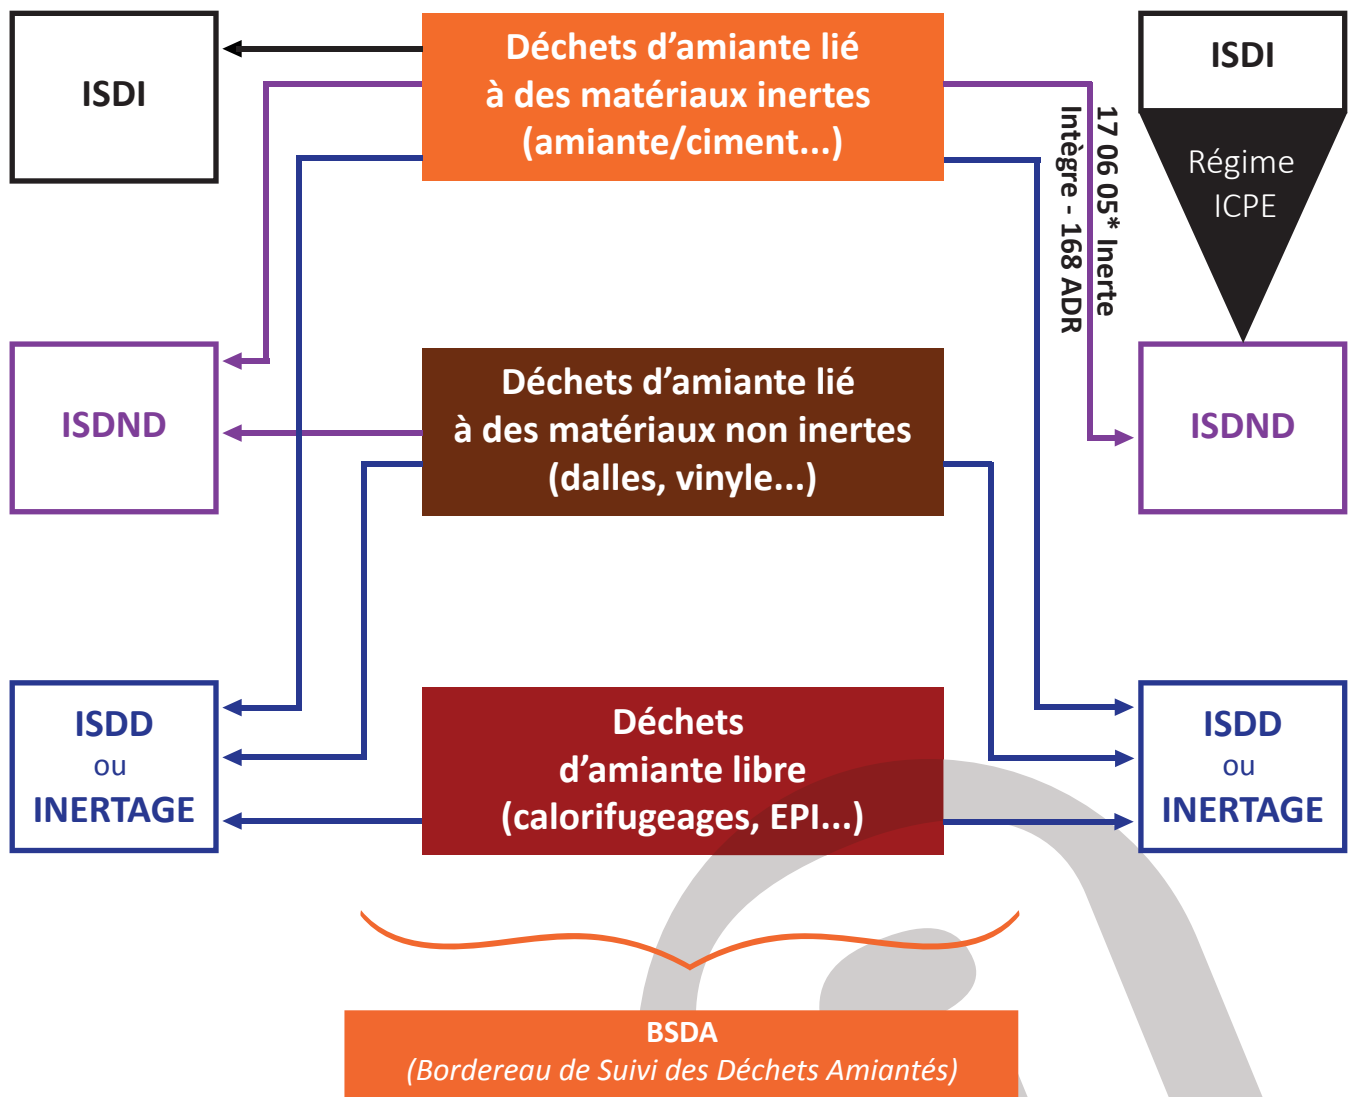 ISDI
Déchets d’amiante lié
à des matériaux inertes
(amiante/ciment...)
ISDI
Régime
ICPE
17 06 05* Inerte
Intègre - 168 ADR
ISDND
Déchets d’amiante lié
à des matériaux non inertes
(dalles, vinyle...)
ISDND
ISDD
ou
INERTAGE
Déchets
d’amiante libre
(calorifugeages, EPI...)
ISDD
ou
INERTAGE
BSDA
(Bordereau de Suivi des Déchets Amiantés)